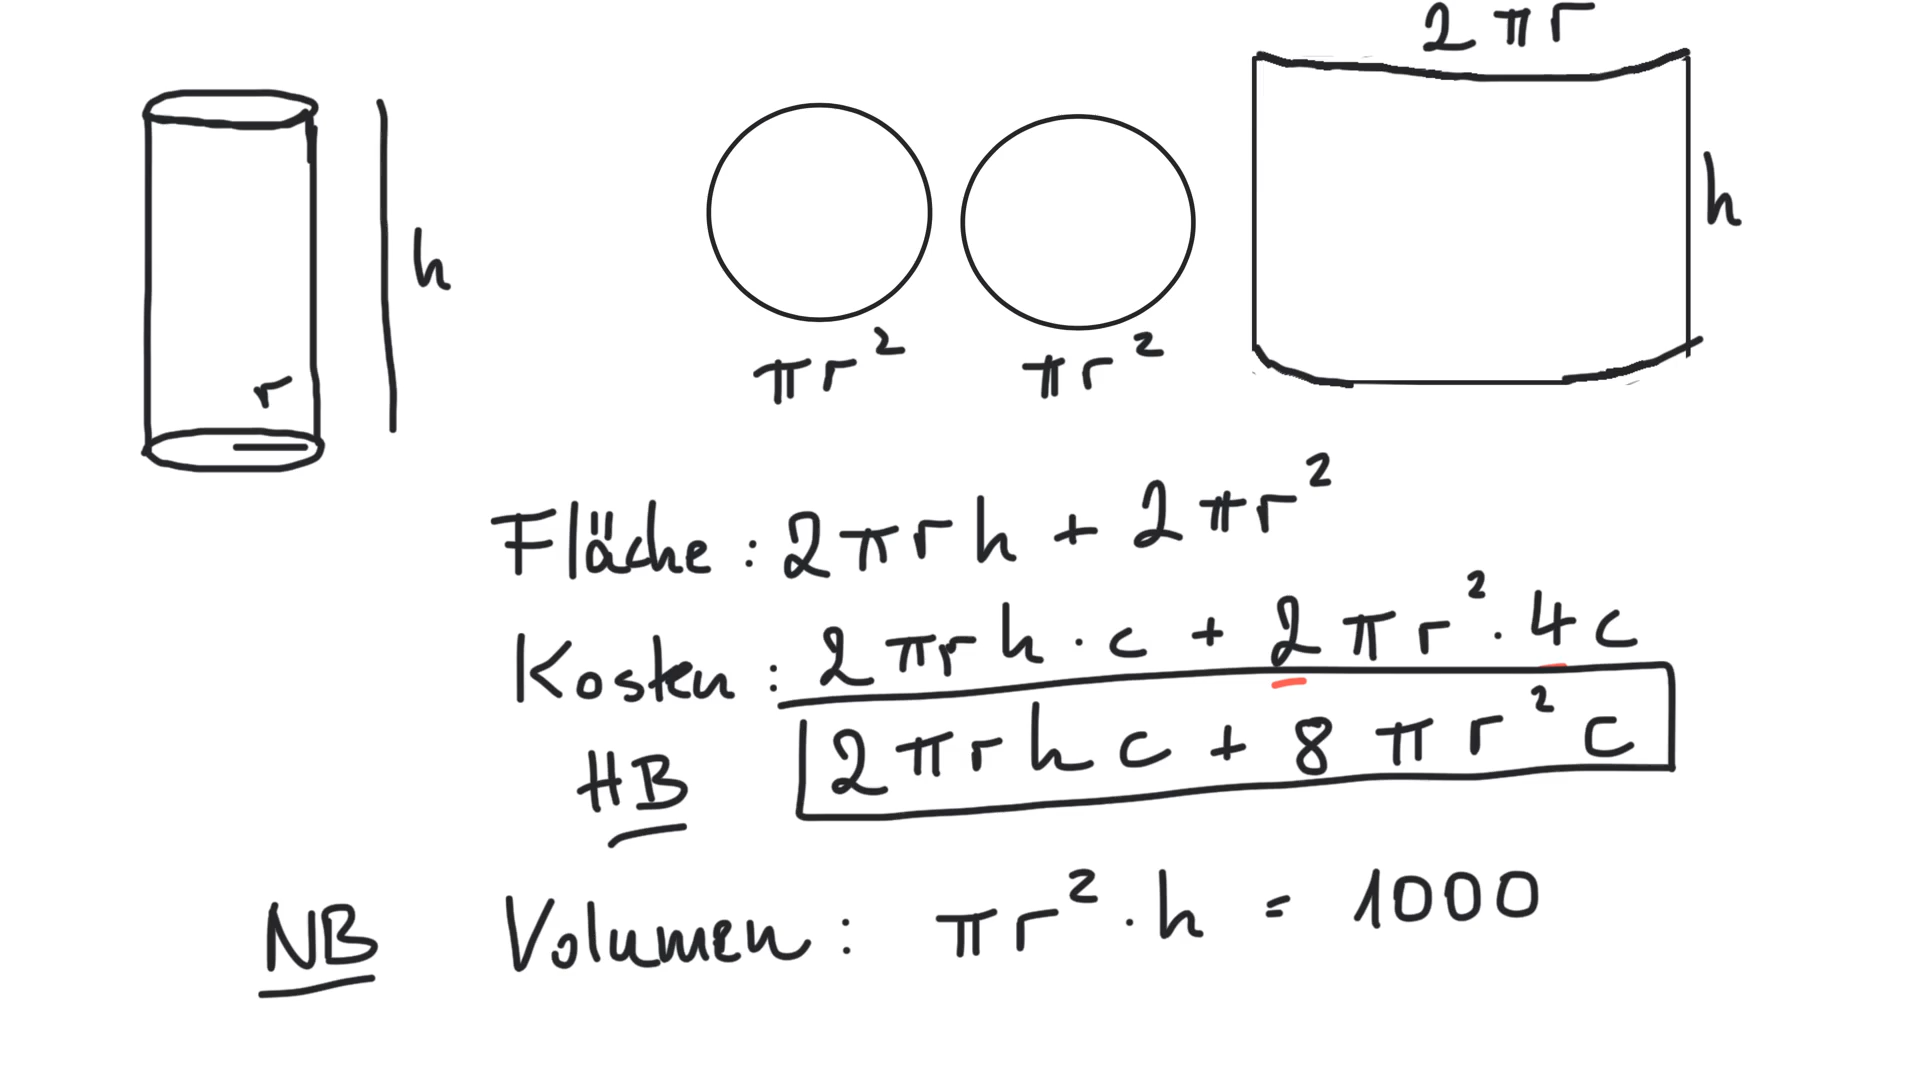 2πr
h
h
r
πr²
πr²
Fläche : 2πrh + 2πr²
Kosten : 2πrh · c + 2πr² · 4c
HB 2πrhc + 8πr²c
NB Volumen : πr² · h = 1000